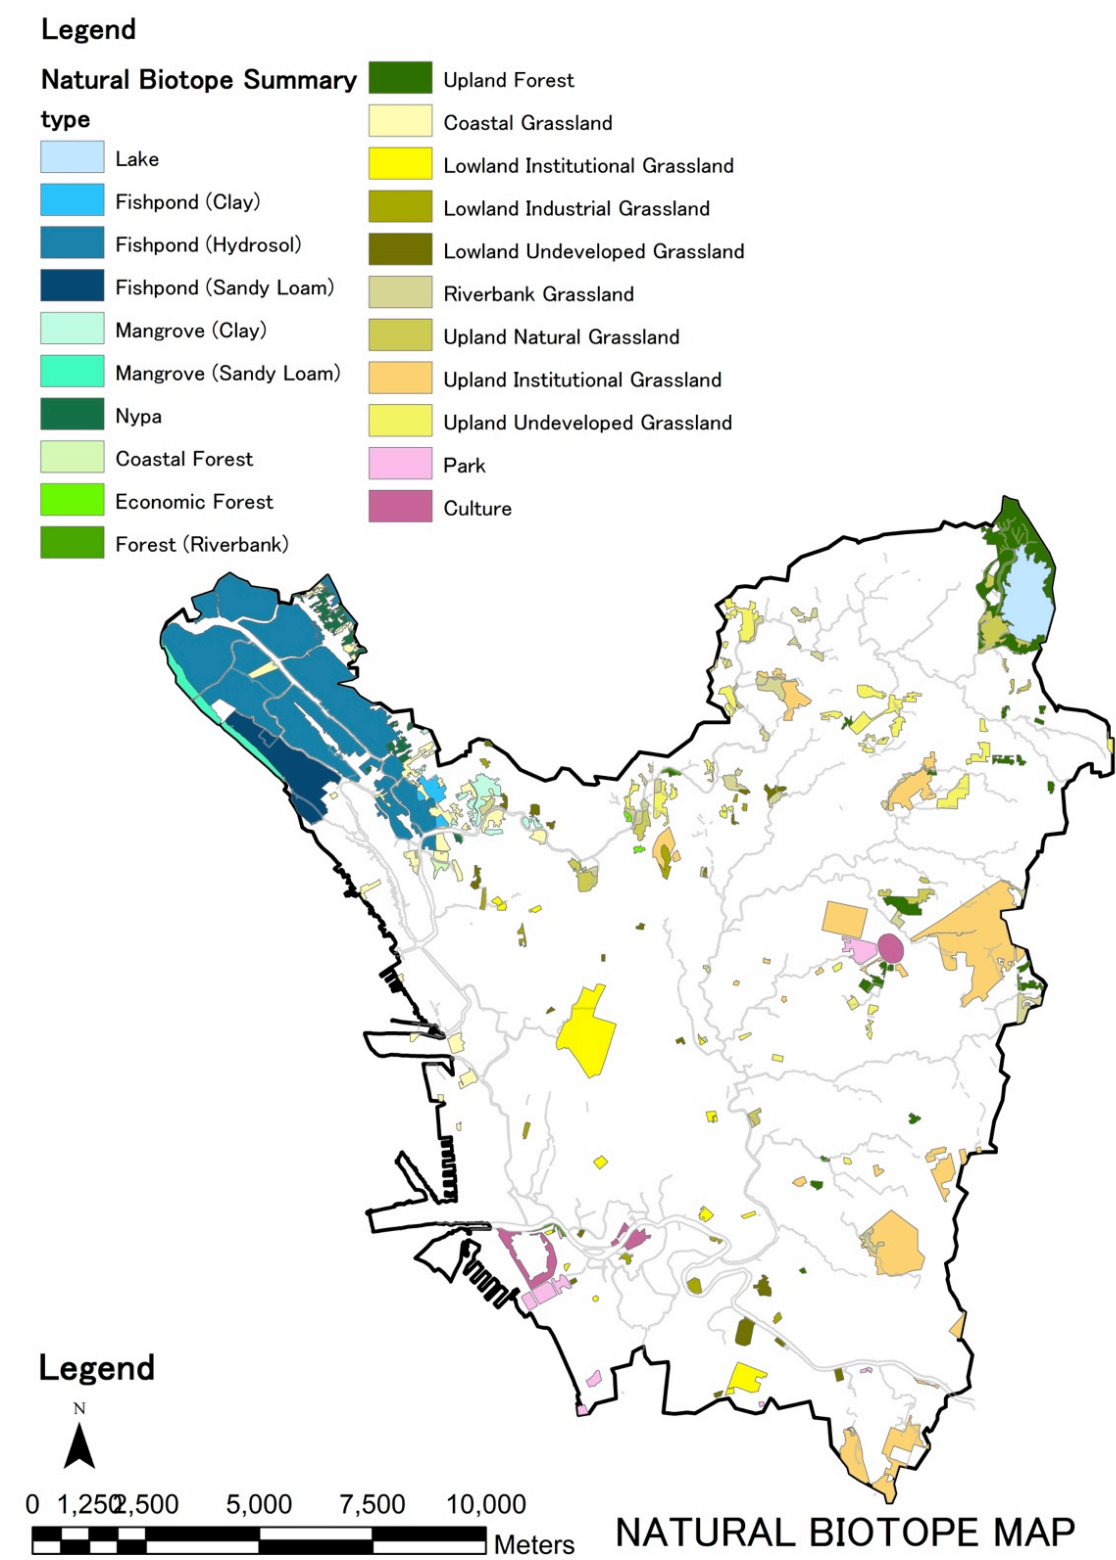 Legend
Natural Biotope Summary
type
Lake
Fishpond (Clay)
Fishpond (Hydrosol)
Fishpond (Sandy Loam)
Mangrove (Clay)
Mangrove (Sandy Loam)
Nypa
Coastal Forest
Economic Forest
Forest (Riverbank)
Upland Forest
Coastal Grassland
Lowland Institutional Grassland
Lowland Industrial Grassland
Lowland Undeveloped Grassland
Riverbank Grassland
Upland Natural Grassland
Upland Institutional Grassland
Upland Undeveloped Grassland
Park
Culture
Legend
N
0 1,250 2,500 5,000 7,500 10,000
Meters
NATURAL BIOTOPE MAP